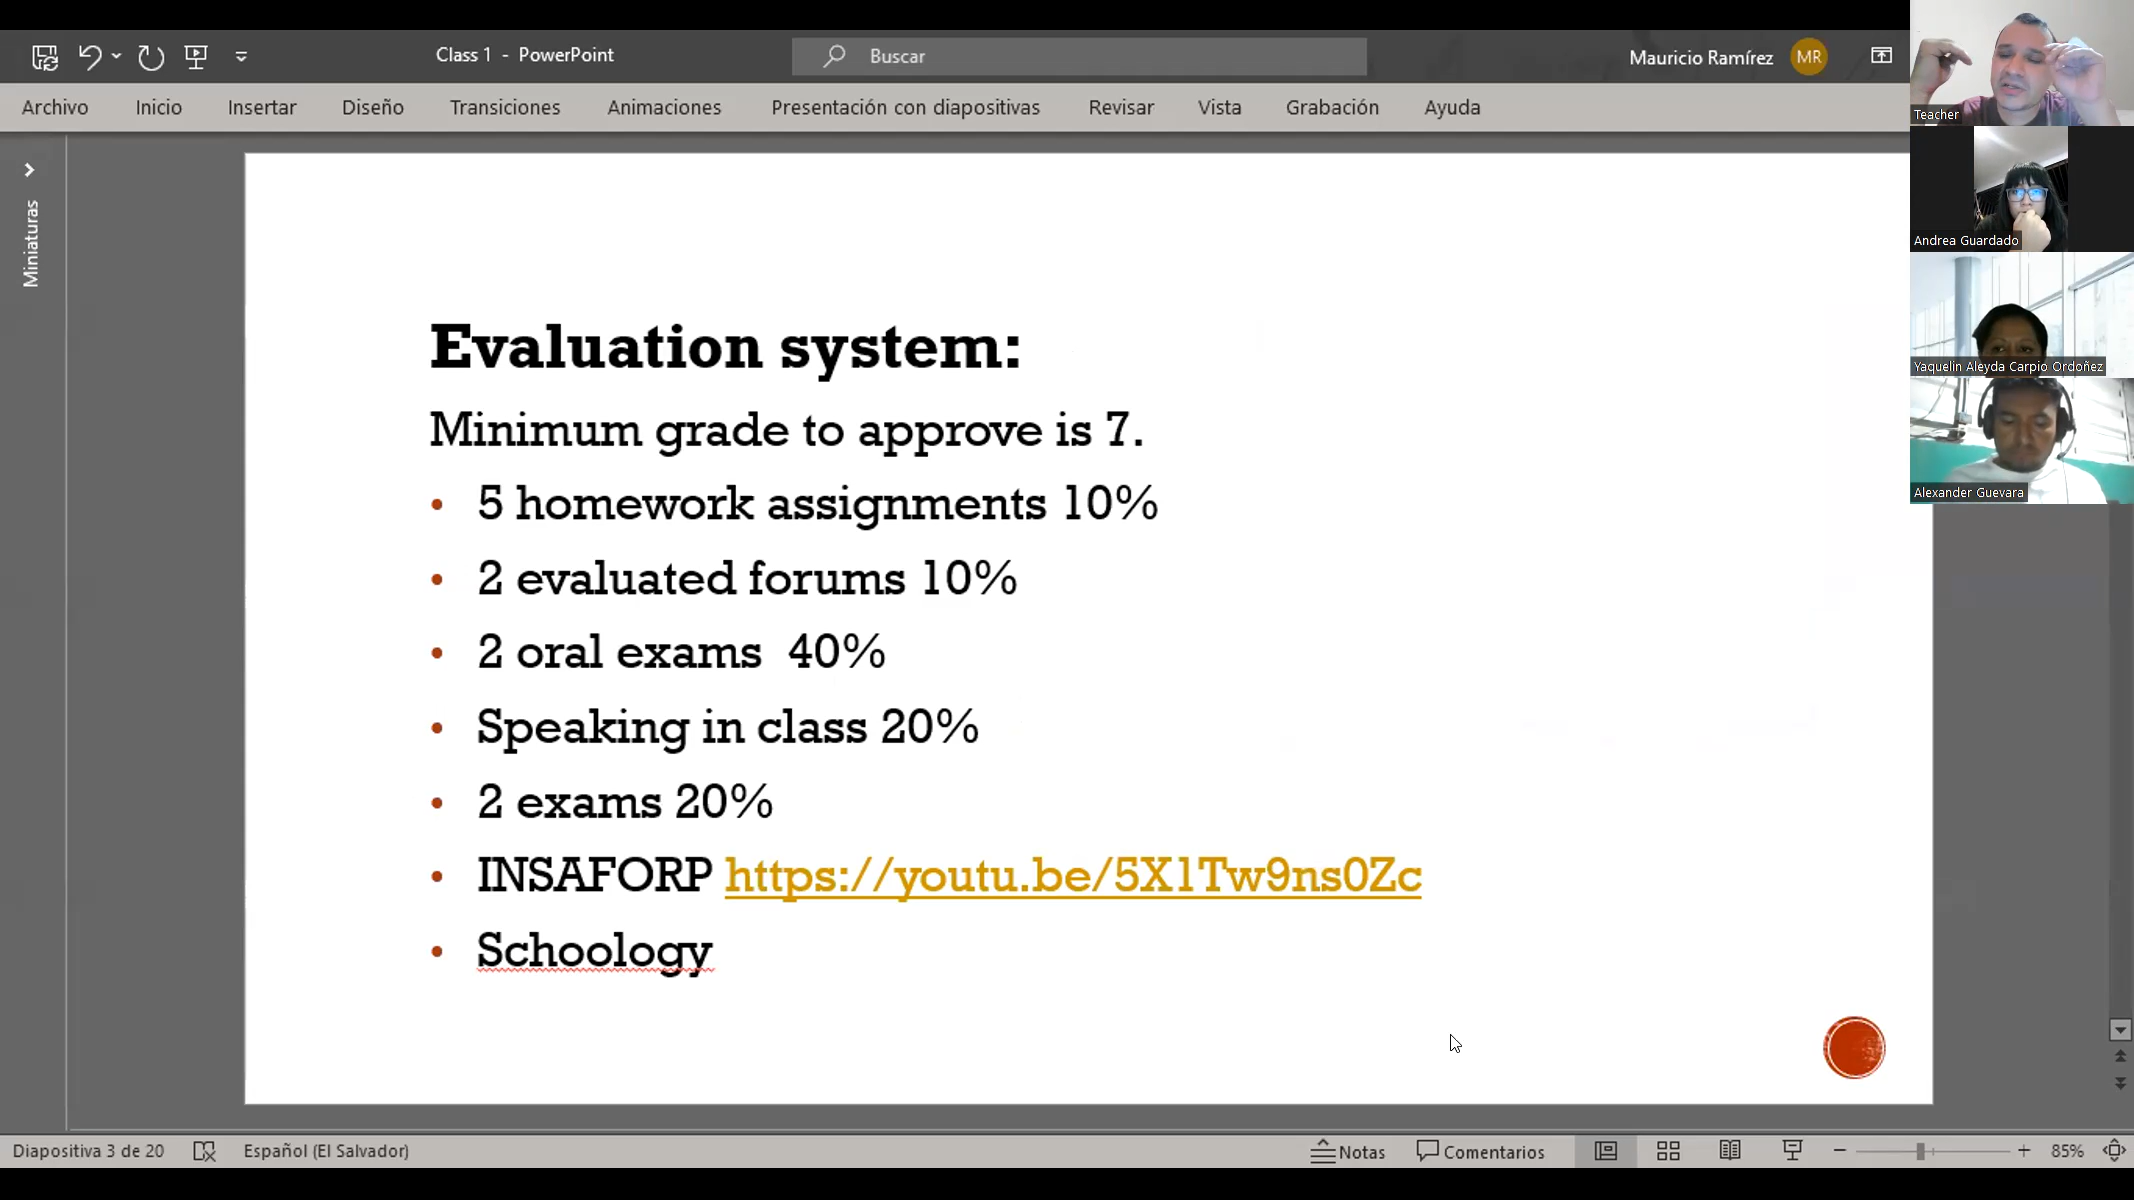 Class 1 - PowerPoint
Buscar
Mauricio Ramírez
MR
Archivo
Inicio
Insertar
Diseño
Transiciones
Animaciones
Presentación con diapositivas
Revisar
Vista
Grabación
Ayuda
Teacher
Andrea Guardado
Yaquelin Aleyda Carpio Ordoñez
Alexander Guevara
Miniaturas
Evaluation system:
Minimum grade to approve is 7.
• 5 homework assignments 10%
• 2 evaluated forums 10%
• 2 oral exams 40%
• Speaking in class 20%
• 2 exams 20%
• INSAFORP https://youtu.be/5X1Tw9ns0Zc
• Schoology
Diapositiva 3 de 20
Español (El Salvador)
Notas
Comentarios
85%